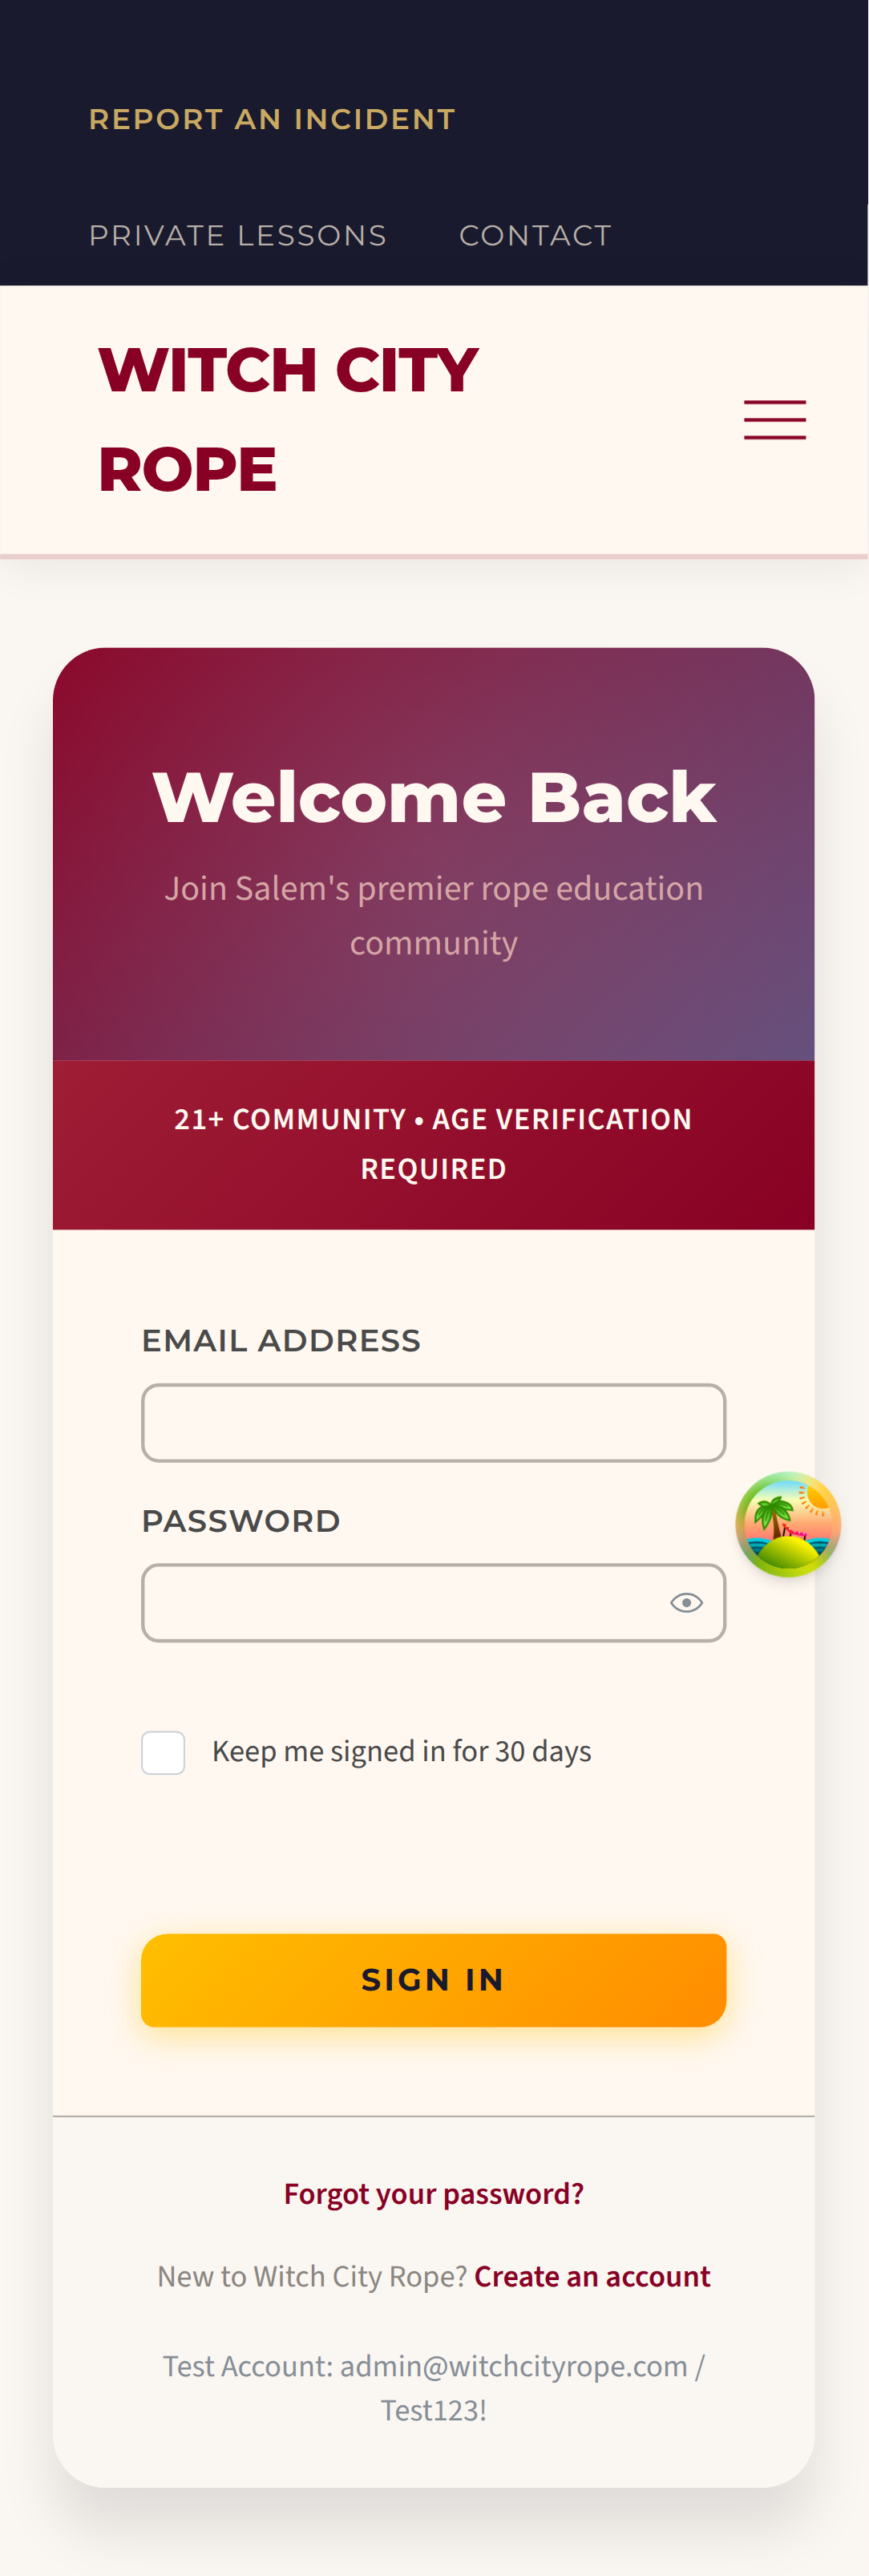 REPORT AN INCIDENT
PRIVATE LESSONS CONTACT
WITCH CITY
ROPE
Welcome Back
Join Salem's premier rope education
community
21+ COMMUNITY • AGE VERIFICATION
REQUIRED
EMAIL ADDRESS
PASSWORD
Keep me signed in for 30 days
SIGN IN
Forgot your password?
New to Witch City Rope? Create an account
Test Account: admin@witchcityrope.com /
Test123!